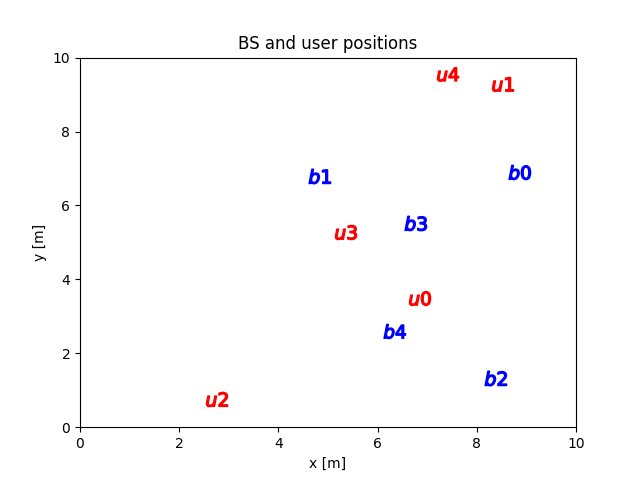 BS and user positions
10
8
6
4
2
0
y [m]
u4
u1
b1
b0
b3
u3
u0
b4
b2
u2
0 2 4 6 8 10
x [m]